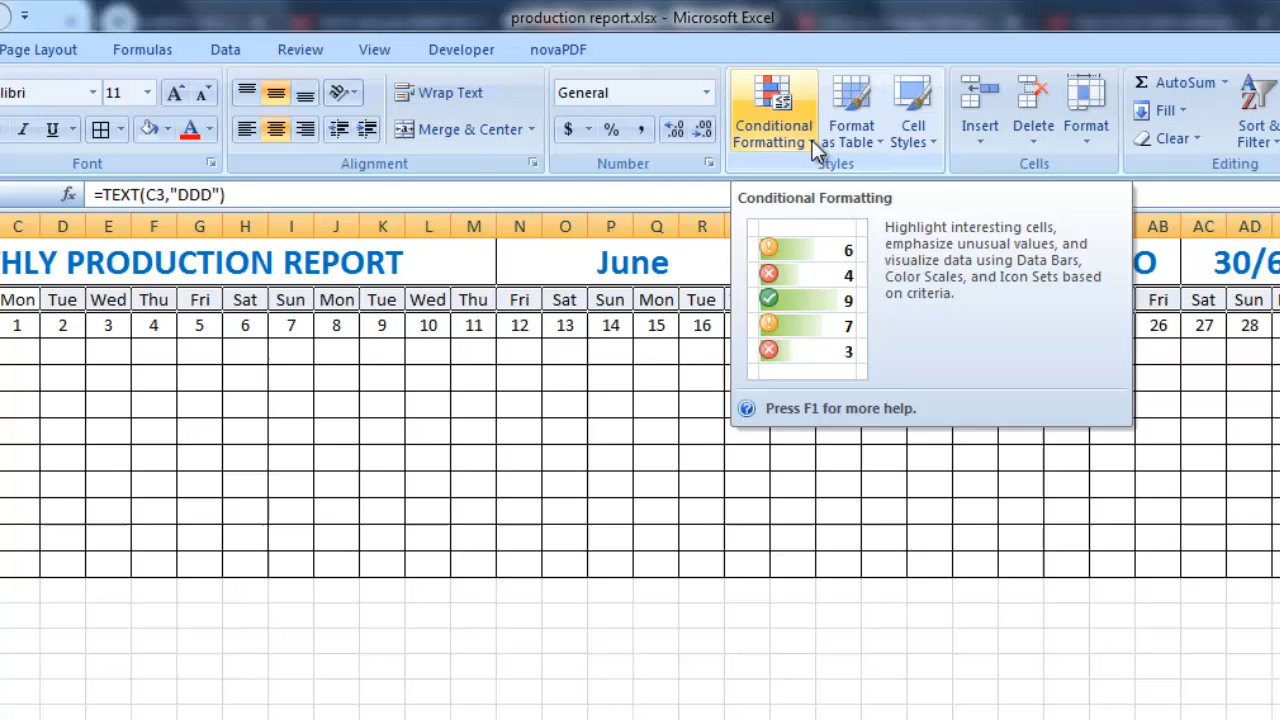 production report.xlsx - Microsoft Excel
Page Layout Formulas Data Review View Developer novaPDF
libri 11 A A Wrap Text General Conditional Formatting Format as Table Cell Styles Insert Delete Format Σ AutoSum Fill Clear Sort & Filter
I U A Merge & Center $ % , .00 .0
Font Alignment Number Styles Cells Editing
fx =TEXT(C3,"DDD")
C D E F G H I J K L M N O P Q R AB AC AD
HLY PRODUCTION REPORT June O 30/6
Mon Tue Wed Thu Fri Sat Sun Mon Tue Wed Thu Fri Sat Sun Mon Tue Fri Sat Sun
1 2 3 4 5 6 7 8 9 10 11 12 13 14 15 16 26 27 28
Conditional Formatting
6
4
9
7
3
Highlight interesting cells,
emphasize unusual values, and
visualize data using Data Bars,
Color Scales, and Icon Sets based
on criteria.
Press F1 for more help.